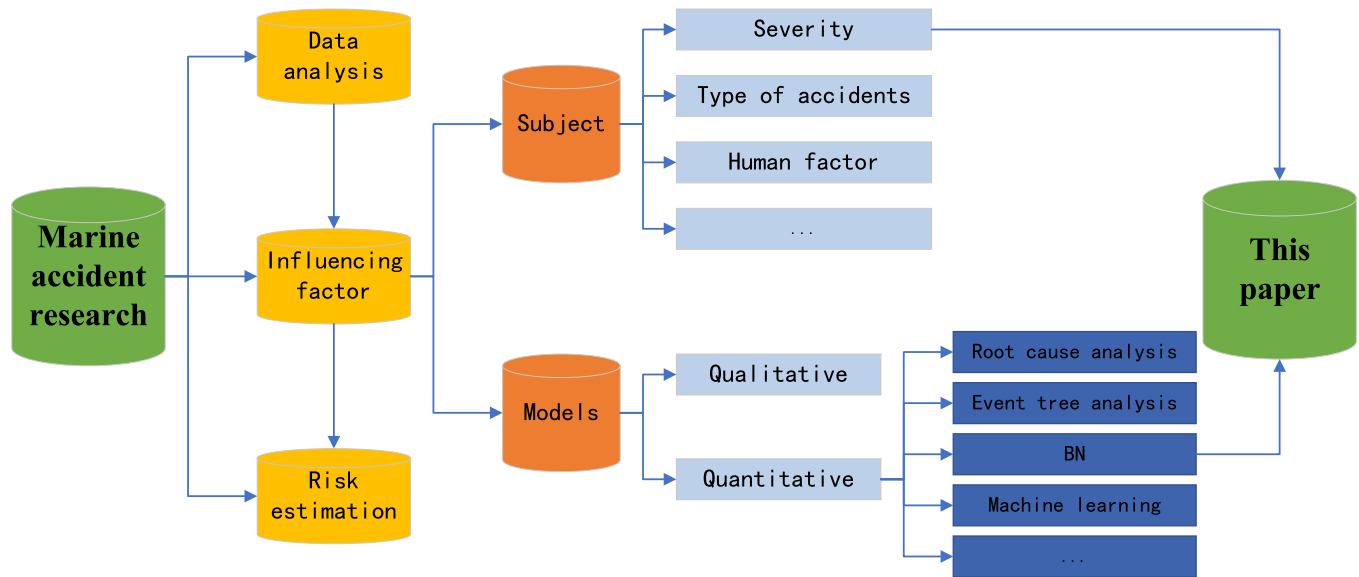 Marine
accident
research
Data
analysis
Influencing
factor
Risk
estimation
Subject
Models
Severity
Type of accidents
Human factor
...
Qualitative
Quantitative
Root cause analysis
Event tree analysis
BN
Machine learning
...
This
paper